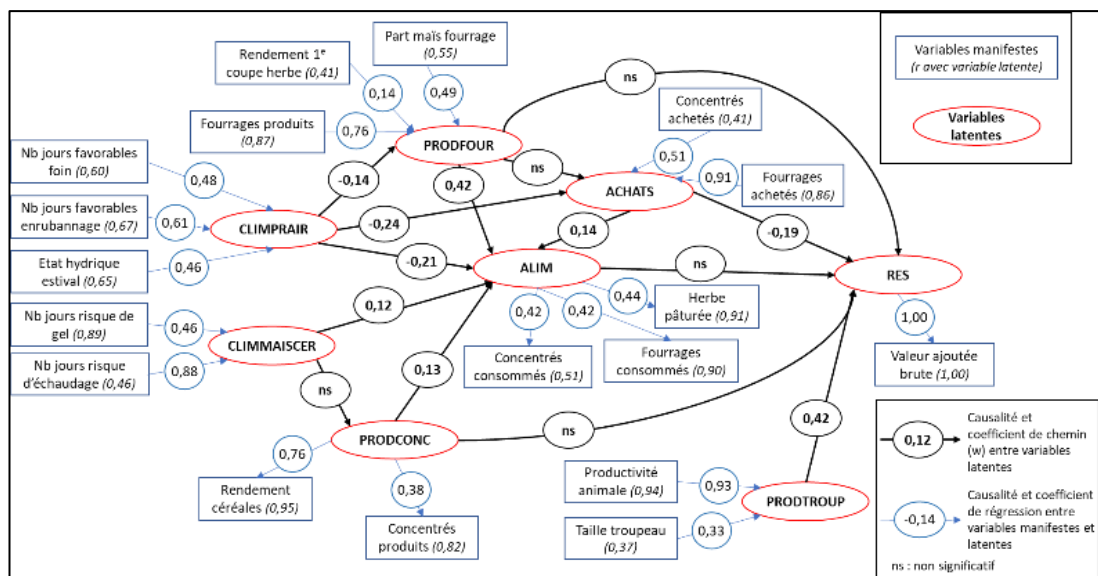 Part maïs fourrage
(0,55)
Rendement 1e
coupe herbe (0,41)
ns
Variables manifestes
(r avec variable latente)
0,14
0,49
Concentrés
achetés (0,41)
Variables
latentes
Fourrages produits
(0,87)
0,76
PRODFOUR
0,51
Nb jours favorables
foin (0,60)
0,48
-0,14
0,42
ns
ACHATS
0,91
Fourrages
achetés (0,86)
Nb jours favorables
enrubannage (0,67)
0,61
CLIMPRAIR
-0,24
0,14
-0,19
Etat hydrique
estival (0,65)
0,46
-0,21
ALIM
ns
RES
Nb jours risque de
gel (0,89)
0,46
0,12
0,42
0,42
0,44
Herbe
pâturée (0,91)
1,00
CLIMMAISCER
Nb jours risque
d'échaudage (0,46)
0,88
Concentrés
consommés (0,51)
Fourrages
consommés (0,90)
Valeur ajoutée
brute (1,00)
ns
0,13
PRODCONC
ns
0,42
0,76
0,38
Rendement
céréales (0,95)
Concentrés
produits (0,82)
Productivité
animale (0,94)
0,93
PRODTROUP
Taille troupeau
(0,37)
0,33
0,12
Causalité et
coefficient de chemin
(w) entre variables
latentes
-0,14
Causalité et coefficient
de régression entre
variables manifestes et
latentes
ns : non significatif